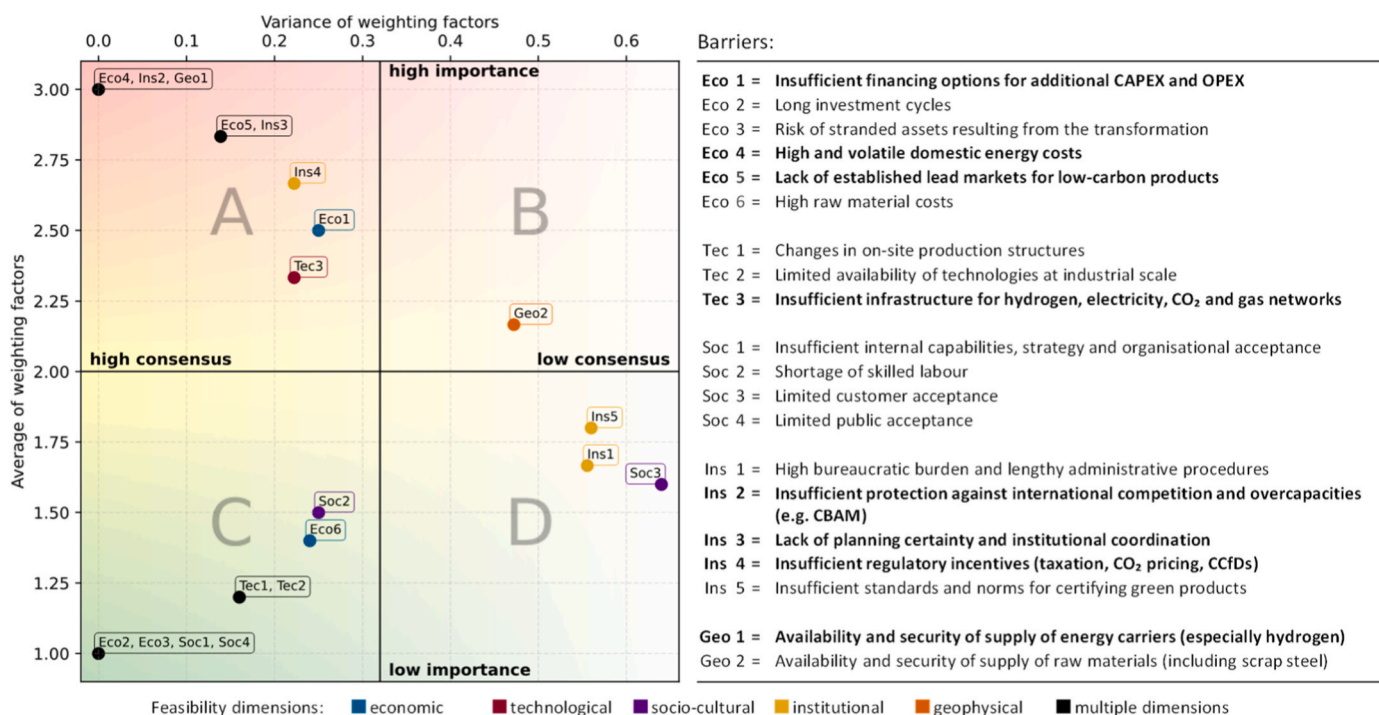 Variance of weighting factors
0.0 0.1 0.2 0.3 0.4 0.5 0.6
Average of weighting factors
3.00
2.75
2.50
2.25
2.00
1.75
1.50
1.25
1.00
high importance
Eco4, Ins2, Geo1
Eco5, Ins3
Ins4
A
B
Eco1
Tec3
Geo2
high consensus
low consensus
Ins5
Ins1
Soc3
Soc2
C
D
Eco6
Tec1, Tec2
Eco2, Eco3, Soc1, Soc4
low importance
Barriers:
Eco 1 = Insufficient financing options for additional CAPEX and OPEX
Eco 2 = Long investment cycles
Eco 3 = Risk of stranded assets resulting from the transformation
Eco 4 = High and volatile domestic energy costs
Eco 5 = Lack of established lead markets for low-carbon products
Eco 6 = High raw material costs
Tec 1 = Changes in on-site production structures
Tec 2 = Limited availability of technologies at industrial scale
Tec 3 = Insufficient infrastructure for hydrogen, electricity, CO₂ and gas networks
Soc 1 = Insufficient internal capabilities, strategy and organisational acceptance
Soc 2 = Shortage of skilled labour
Soc 3 = Limited customer acceptance
Soc 4 = Limited public acceptance
Ins 1 = High bureaucratic burden and lengthy administrative procedures
Ins 2 = Insufficient protection against international competition and overcapacities
(e.g. CBAM)
Ins 3 = Lack of planning certainty and institutional coordination
Ins 4 = Insufficient regulatory incentives (taxation, CO₂ pricing, CCfDs)
Ins 5 = Insufficient standards and norms for certifying green products
Geo 1 = Availability and security of supply of energy carriers (especially hydrogen)
Geo 2 = Availability and security of supply of raw materials (including scrap steel)
Feasibility dimensions: economic technological socio-cultural institutional geophysical multiple dimensions